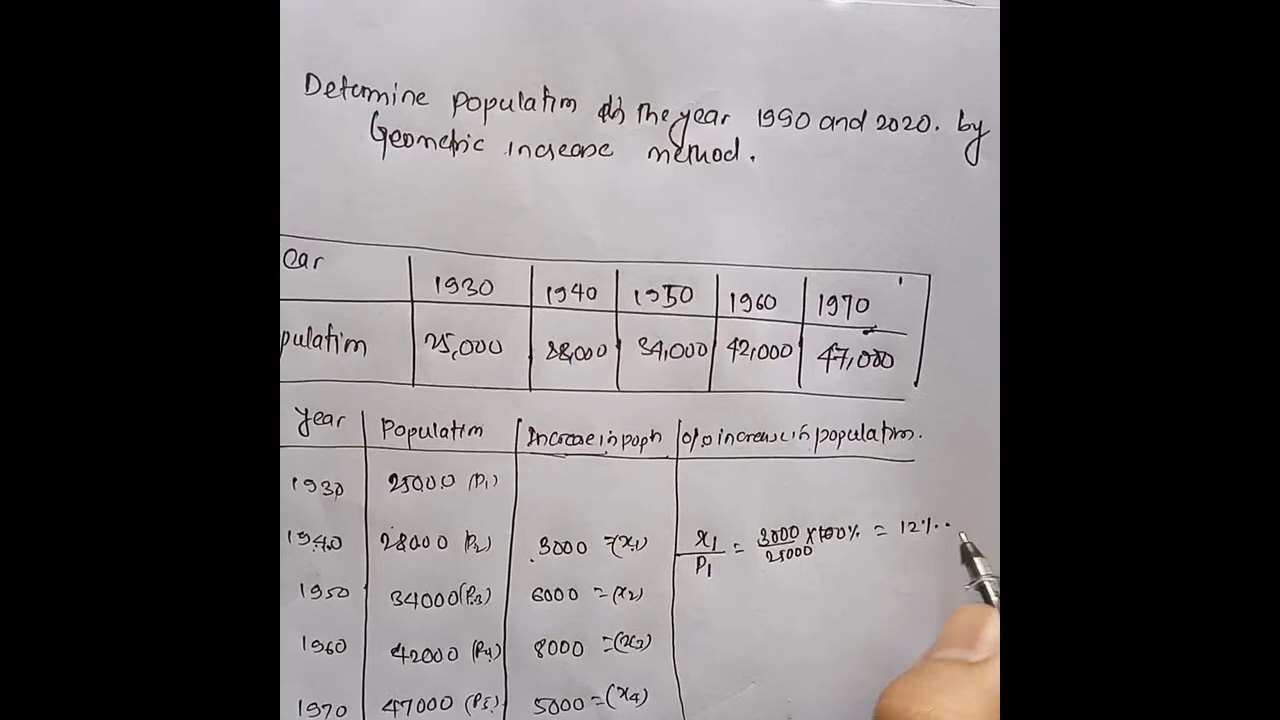 Determine population in the year 1990 and 2020. by
Geometric increase method.
ear 1930 1940 1950 1960 1970
pulation 25,000 28,000 34,000 42,000 47,000
Year Population Increase in popn % increase in population.
1930 25000 (P1)
1940 28000 (P2) 3000 =(x1) x1/P1 = 3000/25000 x100% = 12%.
1950 34000 (P3) 6000 =(x2)
1960 42000 (P4) 8000 =(x3)
1970 47000 (P5) 5000 =(x4)